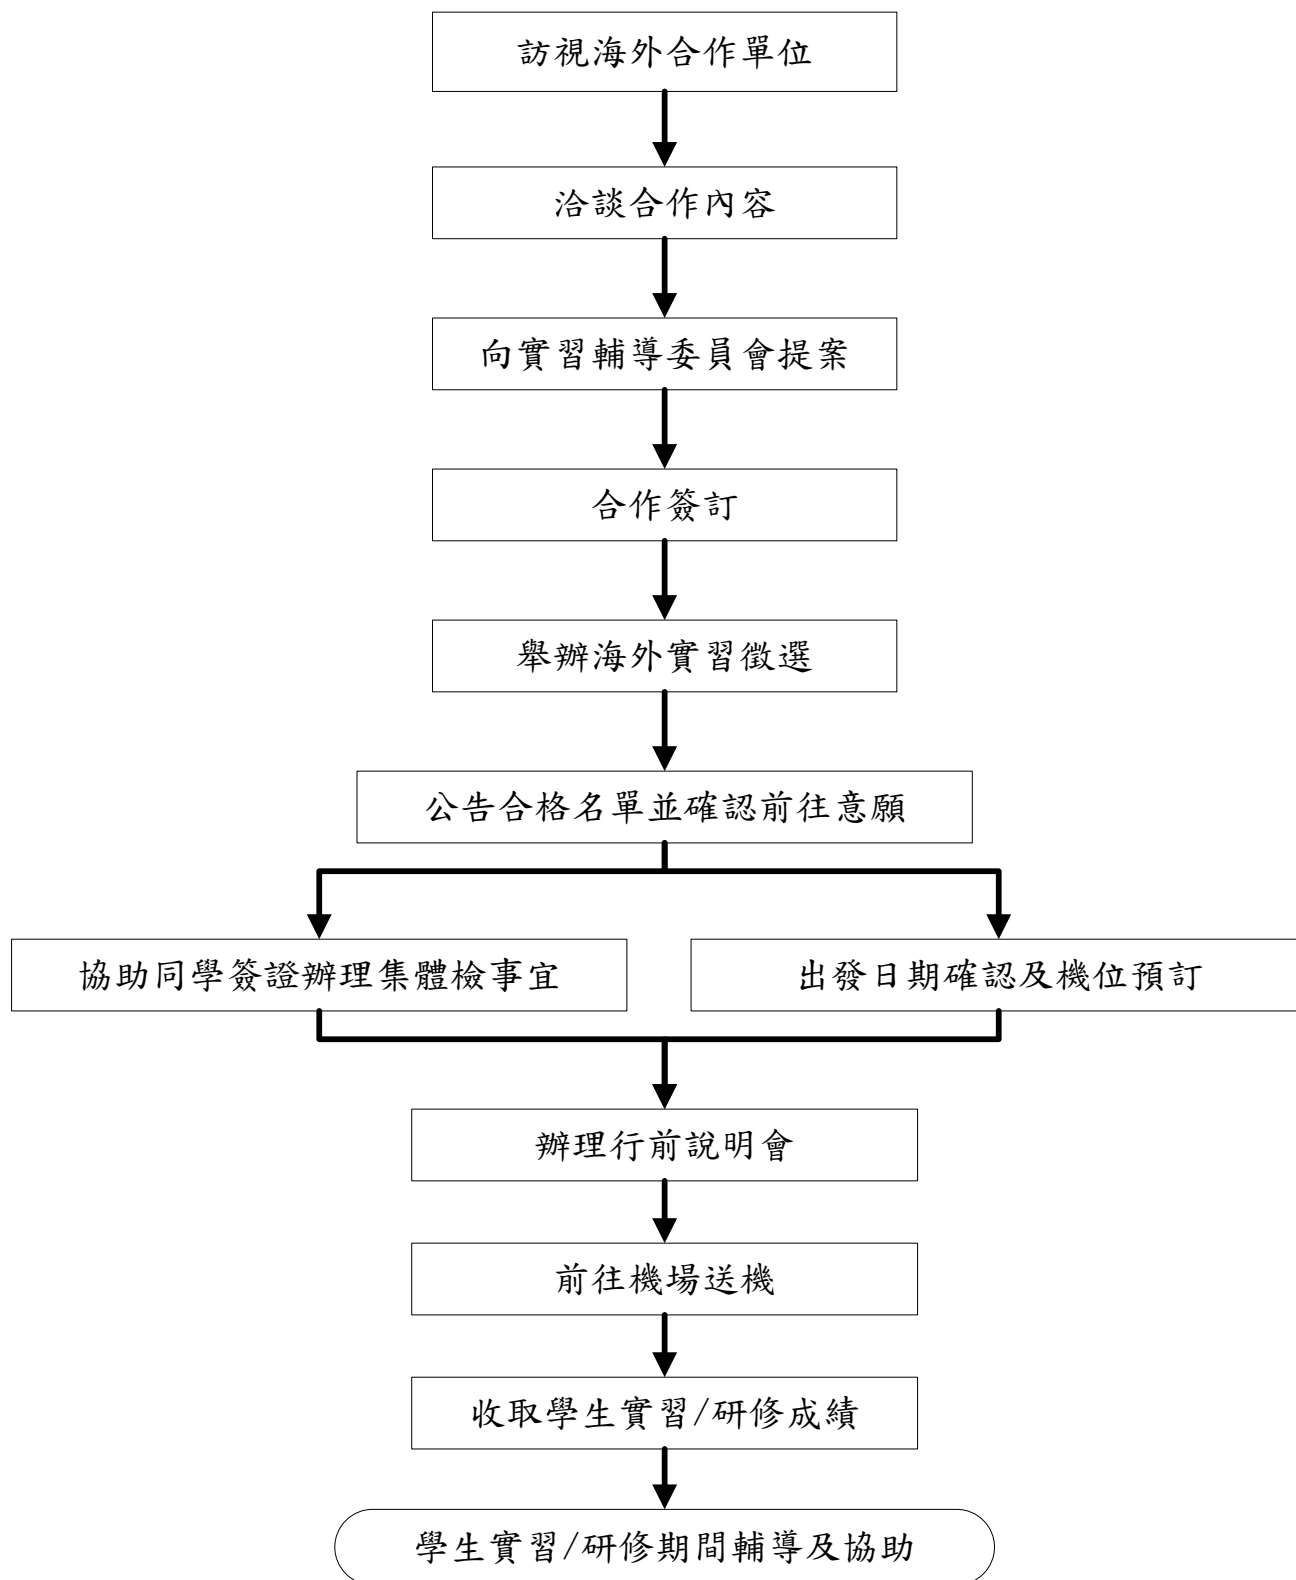 訪視海外合作單位
洽談合作內容
向實習輔導委員會提案
合作簽訂
舉辦海外實習徵選
公告合格名單並確認前往意願
協助同學簽證辦理集體檢事宜
出發日期確認及機位預訂
辦理行前說明會
前往機場送機
收取學生實習/研修成績
學生實習/研修期間輔導及協助